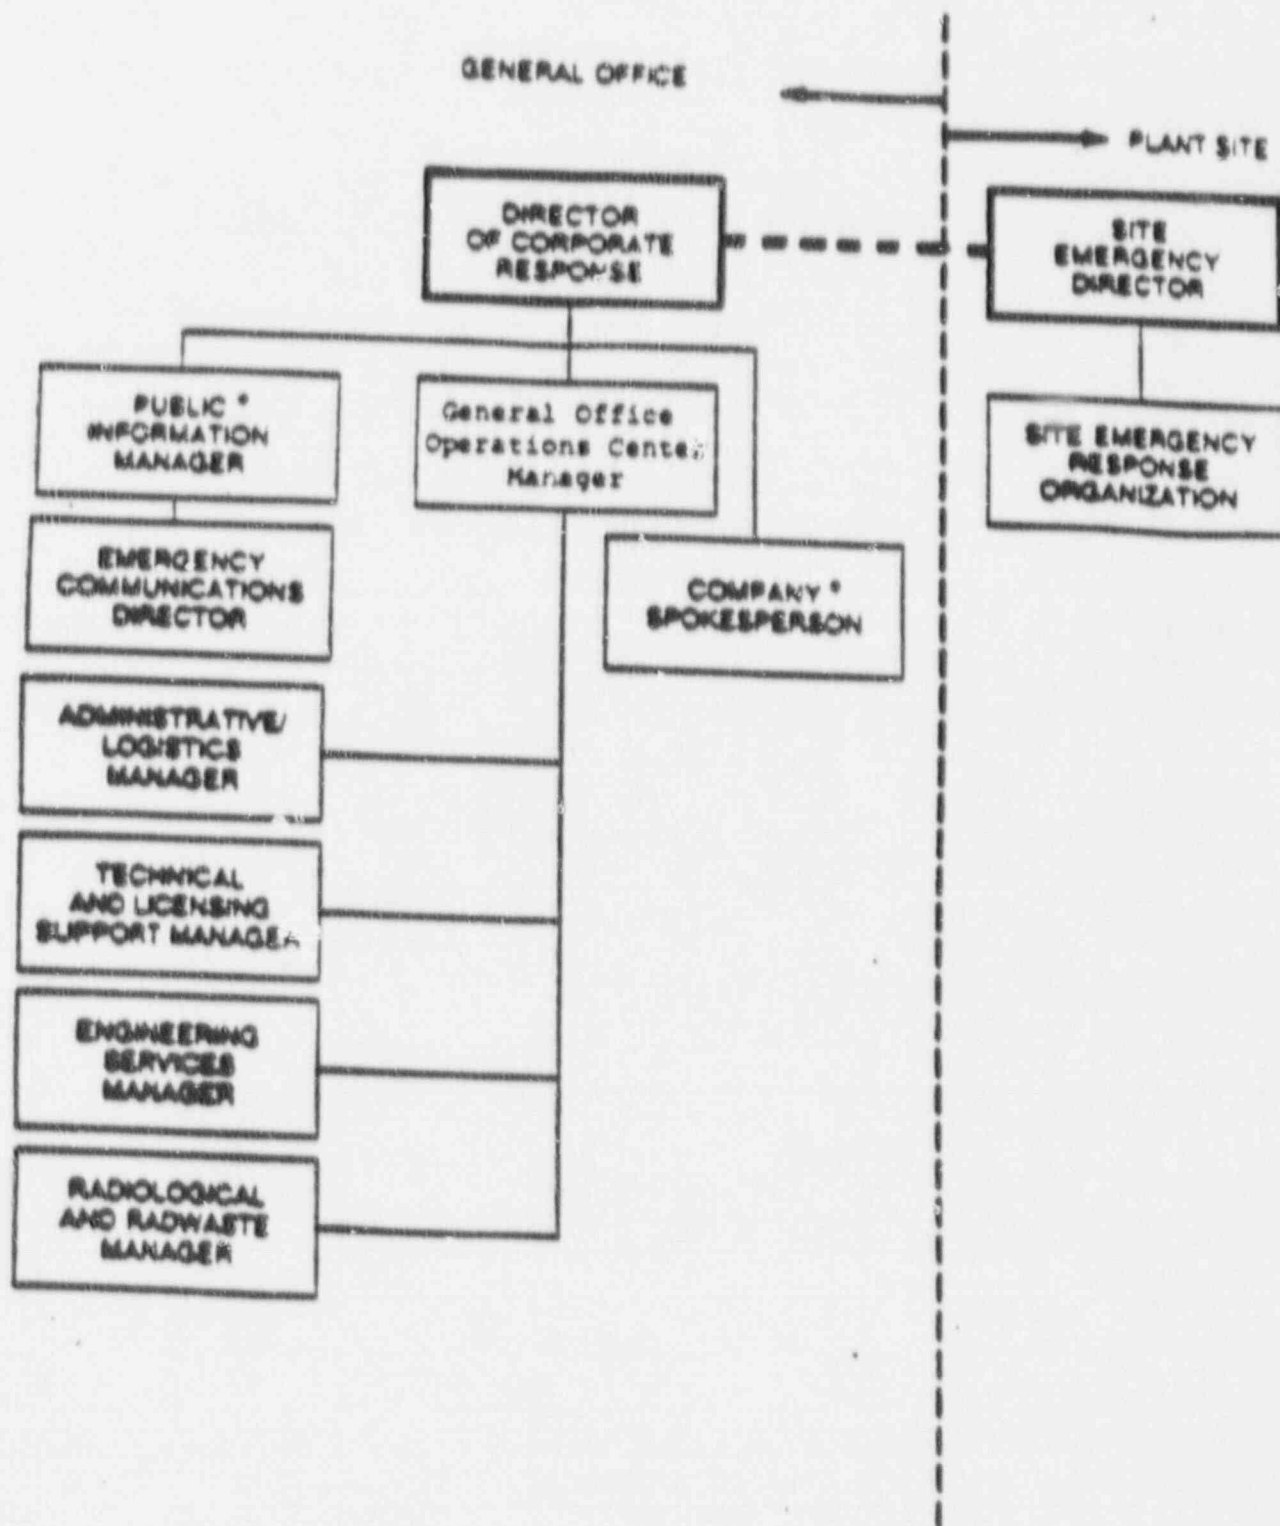 GENERAL OFFICE
PLANT SITE
DIRECTOR
OF CORPORATE
RESPONSE
SITE
EMERGENCY
DIRECTOR
PUBLIC *
INFORMATION
MANAGER
General Office
Operations Center
Manager
SITE EMERGENCY
RESPONSE
ORGANIZATION
EMERGENCY
COMMUNICATIONS
DIRECTOR
COMPANY *
SPOKESPERSON
ADMINISTRATIVE/
LOGISTICS
MANAGER
TECHNICAL
AND LICENSING
SUPPORT MANAGER
ENGINEERING
SERVICES
MANAGER
RADIOLOGICAL
AND RADWASTE
MANAGER